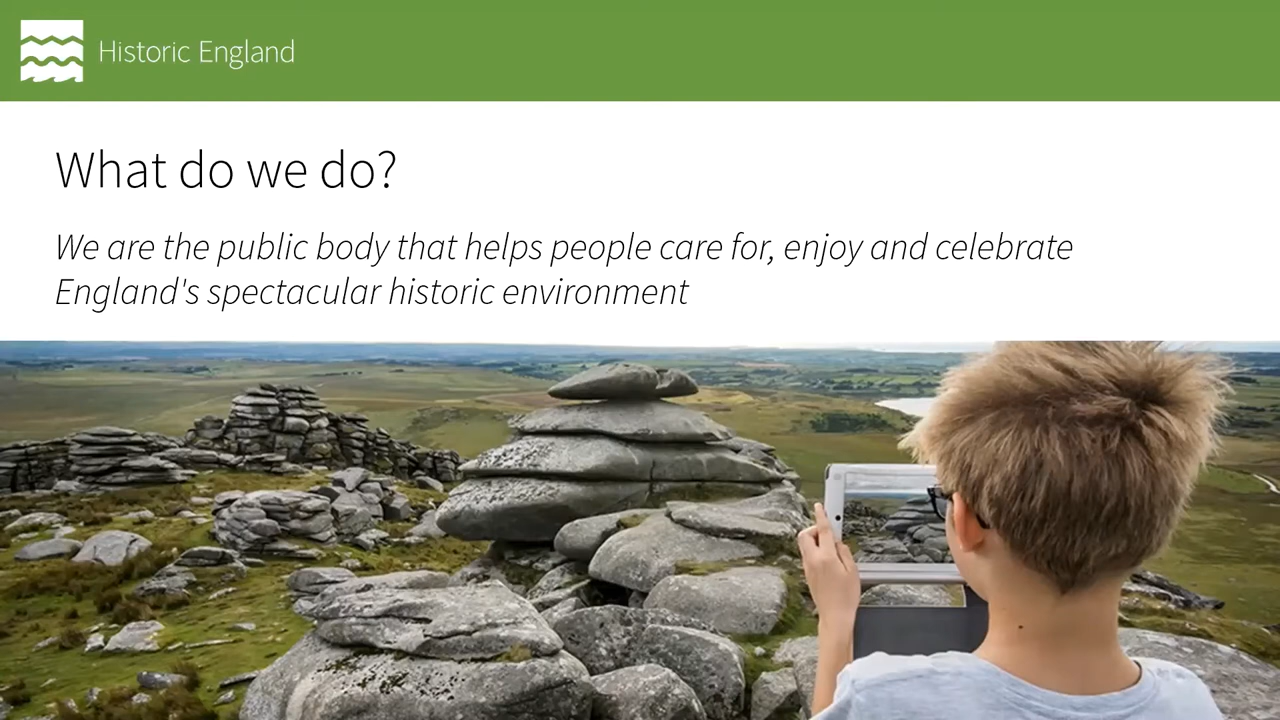 Historic England
What do we do?
We are the public body that helps people care for, enjoy and celebrate
England's spectacular historic environment